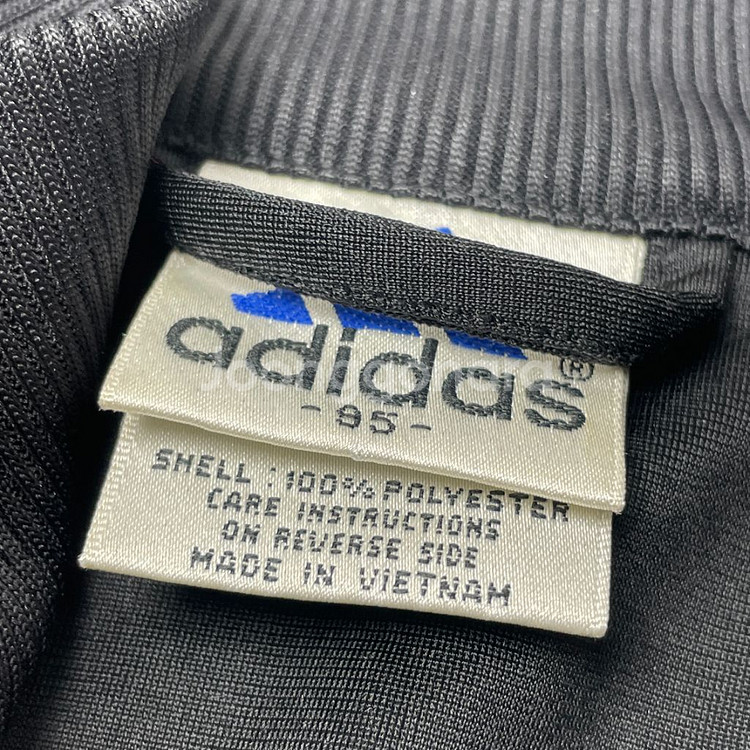 adidas®
-95-
SHELL : 100% POLYESTER
CARE INSTRUCTIONS
ON REVERSE SIDE
MADE IN VIETNAM